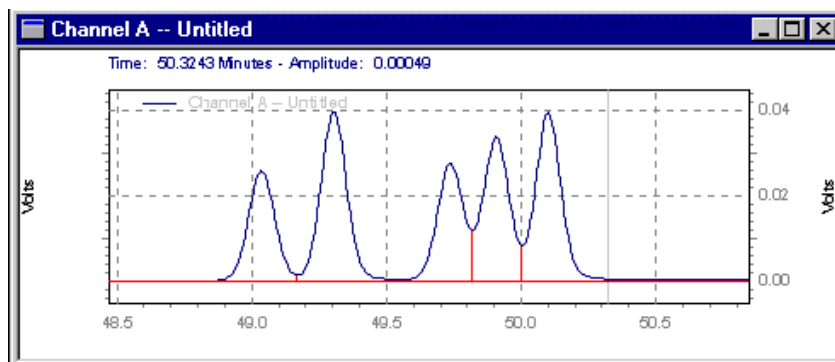 Channel A -- Untitled
Time: 50.3243 Minutes - Amplitude: 0.00049
Channel A -- Untitled
0.04
Volts
0.02
Volts
0.00
48.5 49.0 49.5 50.0 50.5